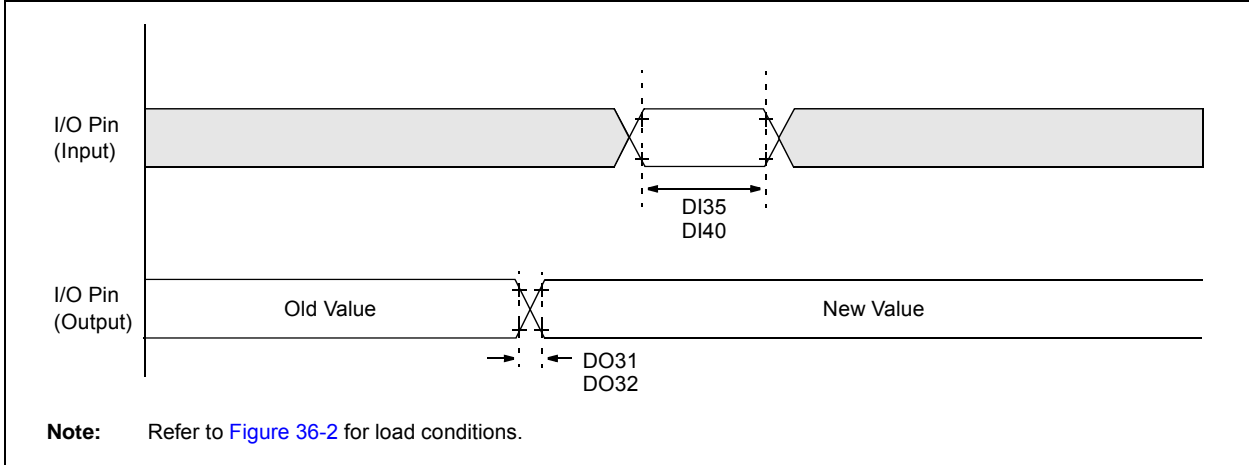 I/O Pin
(Input)
DI35
DI40
I/O Pin
(Output)
Old Value
New Value
DO31
DO32
Note: Refer to Figure 36-2 for load conditions.